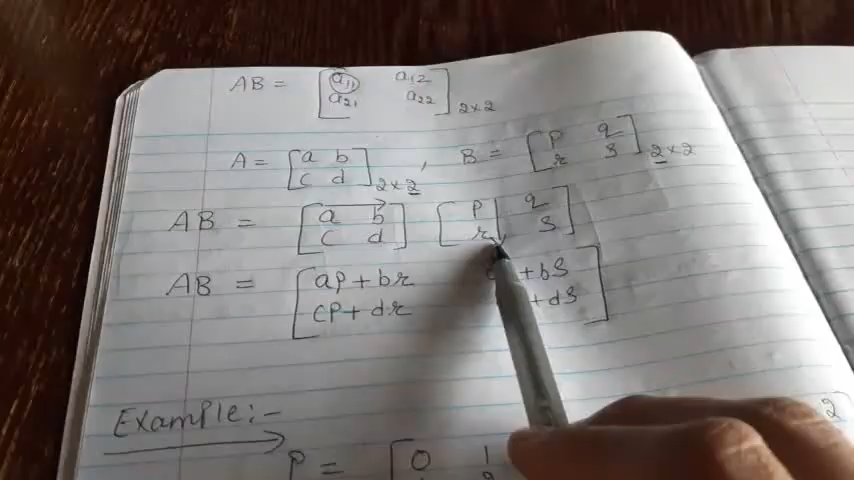 AB = [a11 a12
a21 a22] 2×2
A = [a b
c d] 2×2 , B = [p q
r s] 2×2
AB = [a b
c d] [p q
r s]
AB = [ap+br +bs
cp+dr +ds]
Example:-
P = [0 1
2